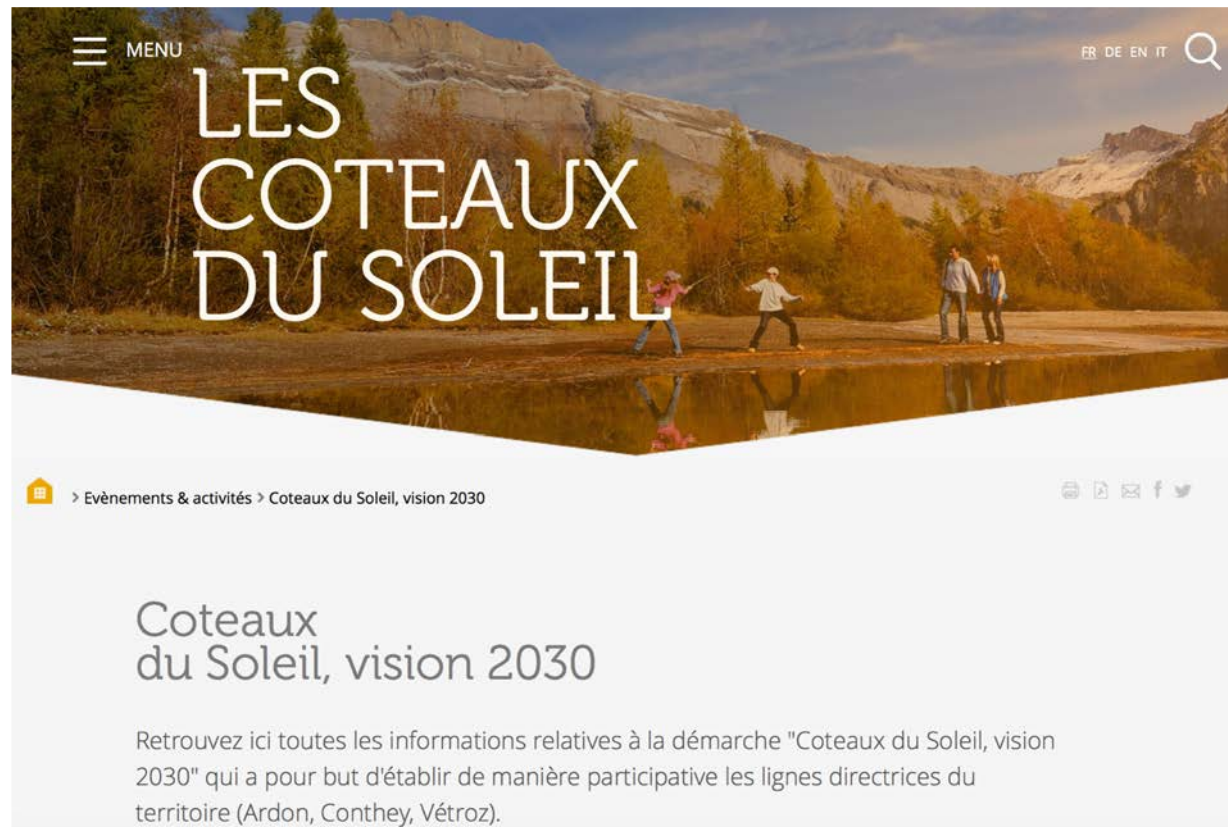 MENU
FR DE EN IT
LES
COTEAUX
DU SOLEIL
> Evènements & activités > Coteaux du Soleil, vision 2030
Coteaux
du Soleil, vision 2030
Retrouvez ici toutes les informations relatives à la démarche "Coteaux du Soleil, vision
2030" qui a pour but d'établir de manière participative les lignes directrices du
territoire (Ardon, Conthey, Vétroz).